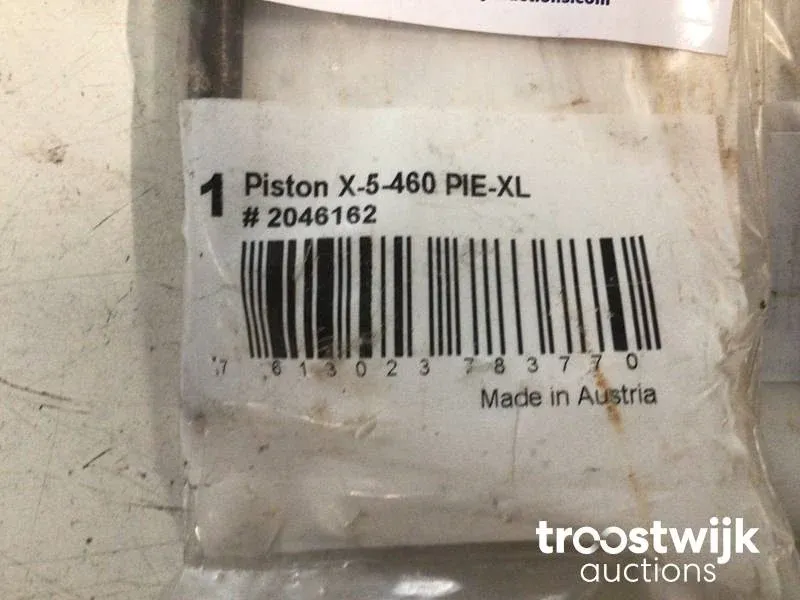 1 Piston X-5-460 PIE-XL
# 2046162
7 613023 783770
Made in Austria
troostwijk
auctions